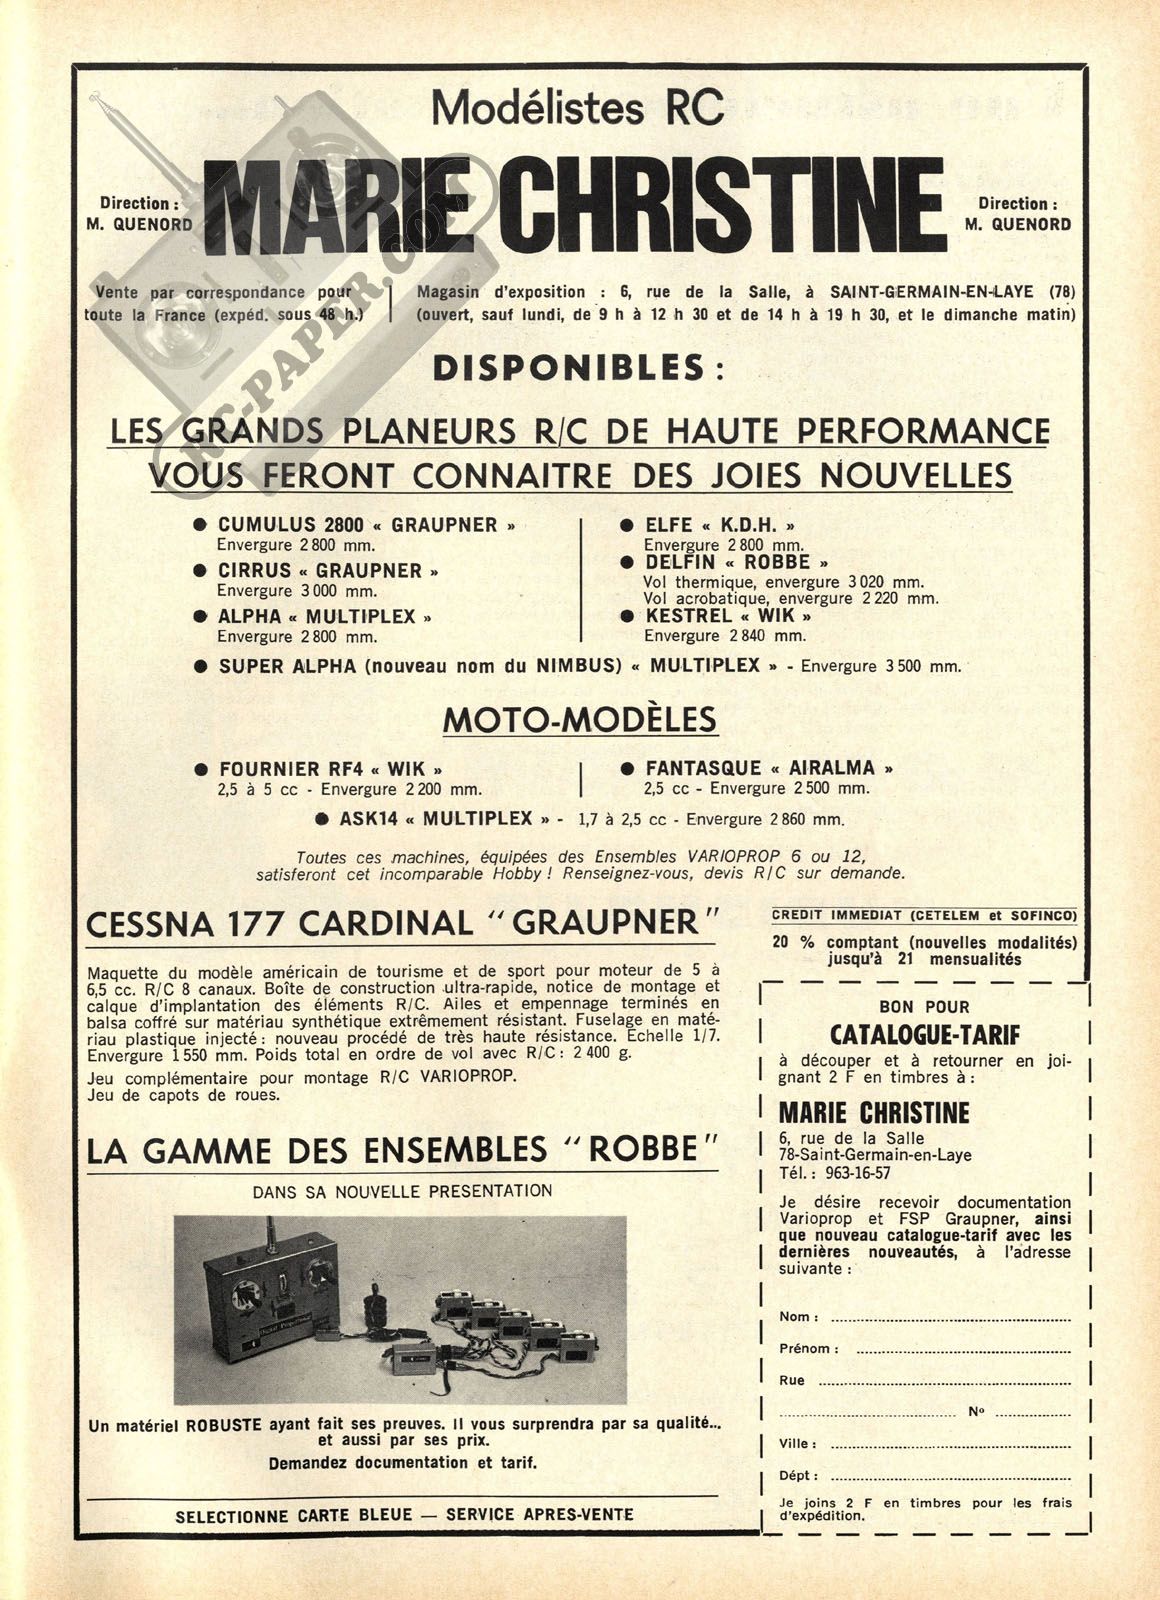 Modélistes RC
MARIE CHRISTINE
Direction :
M. QUENORD
Direction :
M. QUENORD
Vente par correspondance pour
toute la France (expéd. sous 48 h.)
Magasin d'exposition : 6, rue de la Salle, à SAINT-GERMAIN-EN-LAYE (78)
(ouvert, sauf lundi, de 9 h à 12 h 30 et de 14 h à 19 h 30, et le dimanche matin)
RC-PAPER.COM
DISPONIBLES :
LES GRANDS PLANEURS R/C DE HAUTE PERFORMANCE
VOUS FERONT CONNAITRE DES JOIES NOUVELLES
● CUMULUS 2800 « GRAUPNER »
Envergure 2 800 mm.
● CIRRUS « GRAUPNER »
Envergure 3 000 mm.
● ALPHA « MULTIPLEX »
Envergure 2 800 mm.
● ELFE « K.D.H. »
Envergure 2 800 mm.
● DELFIN « ROBBE »
Vol thermique, envergure 3 020 mm.
Vol acrobatique, envergure 2 220 mm.
● KESTREL « WIK »
Envergure 2 840 mm.
● SUPER ALPHA (nouveau nom du NIMBUS) « MULTIPLEX » - Envergure 3 500 mm.
MOTO-MODÈLES
● FOURNIER RF4 « WIK »
2,5 à 5 cc - Envergure 2 200 mm.
● FANTASQUE « AIRALMA »
2,5 cc - Envergure 2 500 mm.
● ASK14 « MULTIPLEX » - 1,7 à 2,5 cc - Envergure 2 860 mm.
Toutes ces machines, équipées des Ensembles VARIOPROP 6 ou 12,
satisferont cet incomparable Hobby ! Renseignez-vous, devis R/C sur demande.
CESSNA 177 CARDINAL "GRAUPNER"
Maquette du modèle américain de tourisme et de sport pour moteur de 5 à
6,5 cc. R/C 8 canaux. Boîte de construction ultra-rapide, notice de montage et
calque d'implantation des éléments R/C. Ailes et empennage terminés en
balsa coffré sur matériau synthétique extrêmement résistant. Fuselage en maté-
riau plastique injecté : nouveau procédé de très haute résistance. Echelle 1/7.
Envergure 1 550 mm. Poids total en ordre de vol avec R/C : 2 400 g.
Jeu complémentaire pour montage R/C VARIOPROP.
Jeu de capots de roues.
LA GAMME DES ENSEMBLES "ROBBE"
DANS SA NOUVELLE PRESENTATION
Un matériel ROBUSTE ayant fait ses preuves. Il vous surprendra par sa qualité...
et aussi par ses prix.
Demandez documentation et tarif.
SELECTIONNE CARTE BLEUE — SERVICE APRES-VENTE
CREDIT IMMEDIAT (CETELEM et SOFINCO)
20 % comptant (nouvelles modalités)
jusqu'à 21 mensualités
BON POUR
CATALOGUE-TARIF
à découper et à retourner en joi-
gnant 2 F en timbres à :
MARIE CHRISTINE
6, rue de la Salle
78-Saint-Germain-en-Laye
Tél. : 963-16-57
Je désire recevoir documentation
Varioprop et FSP Graupner, ainsi
que nouveau catalogue-tarif avec les
dernières nouveautés, à l'adresse
suivante :
Nom :
Prénom :
Rue
Nº
Ville :
Dépt :
Je joins 2 F en timbres pour les frais
d'expédition.